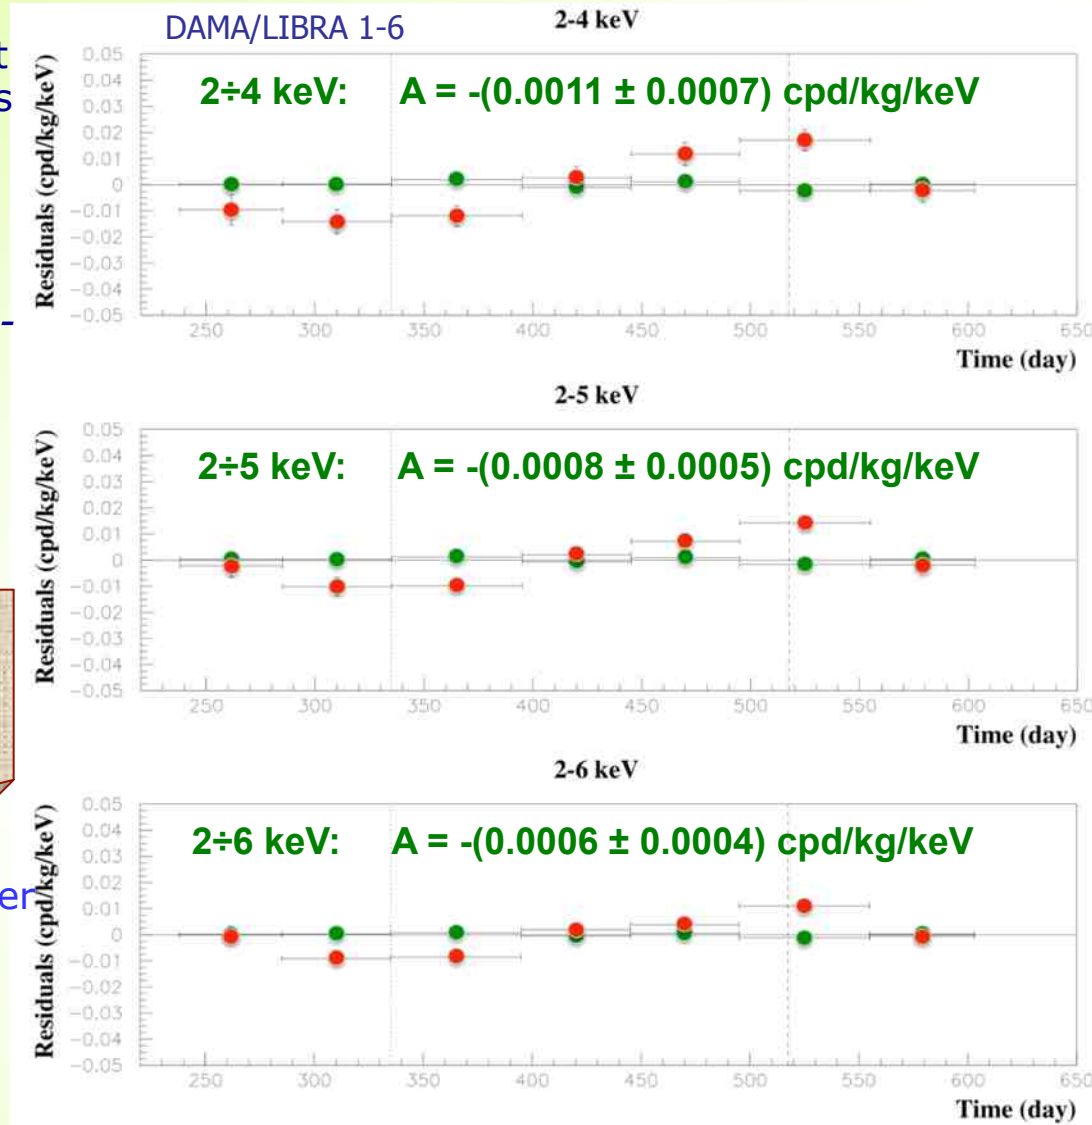 DAMA/LIBRA 1-6
2-4 keV
t
s
-
er
2÷4 keV: A = -(0.0011 ± 0.0007) cpd/kg/keV
Residuals (cpd/kg/keV)
0.05
0.04
0.03
0.02
0.01
0
−0.01
−0.02
−0.03
−0.04
−0.05
250 300 350 400 450 500 550 600 650
Time (day)
2-5 keV
2÷5 keV: A = -(0.0008 ± 0.0005) cpd/kg/keV
Residuals (cpd/kg/keV)
0.05
0.04
0.03
0.02
0.01
0
−0.01
−0.02
−0.03
−0.04
−0.05
250 300 350 400 450 500 550 600 650
Time (day)
2-6 keV
2÷6 keV: A = -(0.0006 ± 0.0004) cpd/kg/keV
Residuals (cpd/kg/keV)
0.05
0.04
0.03
0.02
0.01
0
−0.01
−0.02
−0.03
−0.04
−0.05
250 300 350 400 450 500 550 600 650
Time (day)